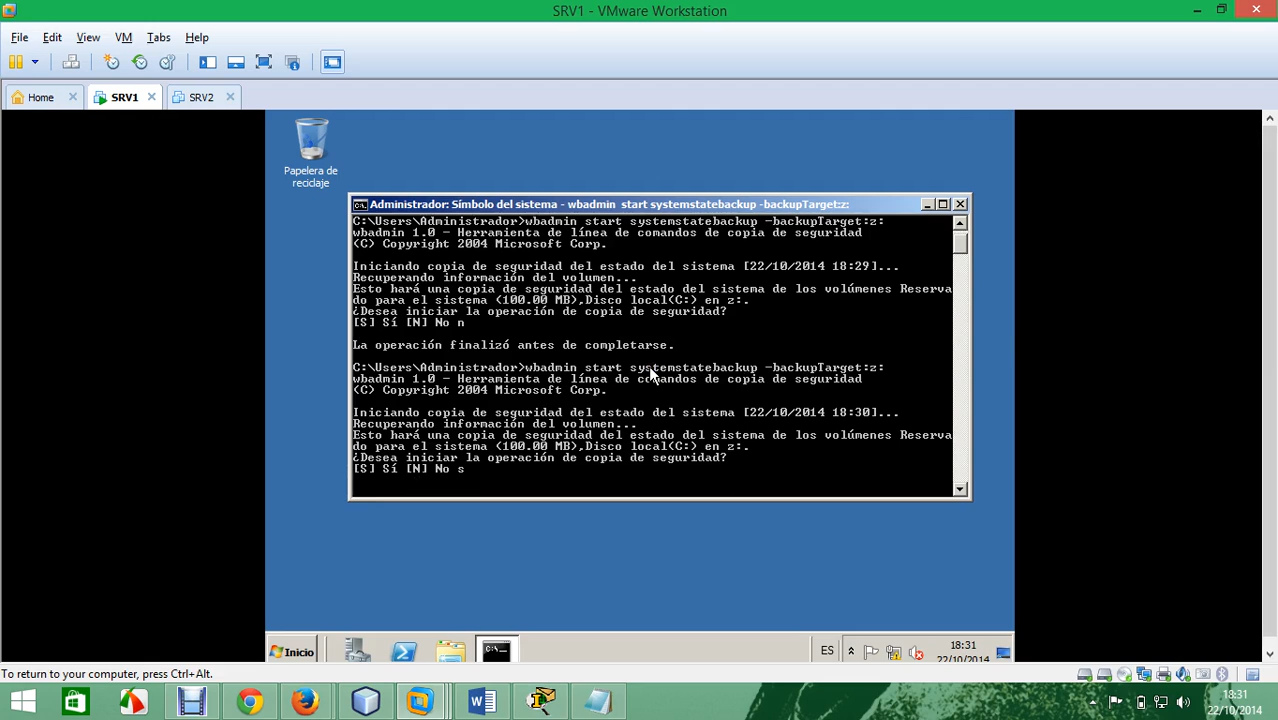 SRV1 - VMware Workstation
File Edit View VM Tabs Help
Home SRV1 SRV2
Papelera de
reciclaje
Administrador: Símbolo del sistema - wbadmin start systemstatebackup -backupTarget:z:
C:\Users\Administrador>wbadmin start systemstatebackup -backupTarget:z:
wbadmin 1.0 - Herramienta de línea de comandos de copia de seguridad
(C) Copyright 2004 Microsoft Corp.
Iniciando copia de seguridad del estado del sistema [22/10/2014 18:29]...
Recuperando información del volumen...
Esto hará una copia de seguridad del estado del sistema de los volúmenes Reserva
do para el sistema (100.00 MB),Disco local(C:) en z:.
¿Desea iniciar la operación de copia de seguridad?
[S] Sí [N] No n
La operación finalizó antes de completarse.
C:\Users\Administrador>wbadmin start systemstatebackup -backupTarget:z:
wbadmin 1.0 - Herramienta de línea de comandos de copia de seguridad
(C) Copyright 2004 Microsoft Corp.
Iniciando copia de seguridad del estado del sistema [22/10/2014 18:30]...
Recuperando información del volumen...
Esto hará una copia de seguridad del estado del sistema de los volúmenes Reserva
do para el sistema (100.00 MB),Disco local(C:) en z:.
¿Desea iniciar la operación de copia de seguridad?
[S] Sí [N] No s
Inicio
ES
18:31
22/10/2014
To return to your computer, press Ctrl+Alt.
18:31
22/10/2014